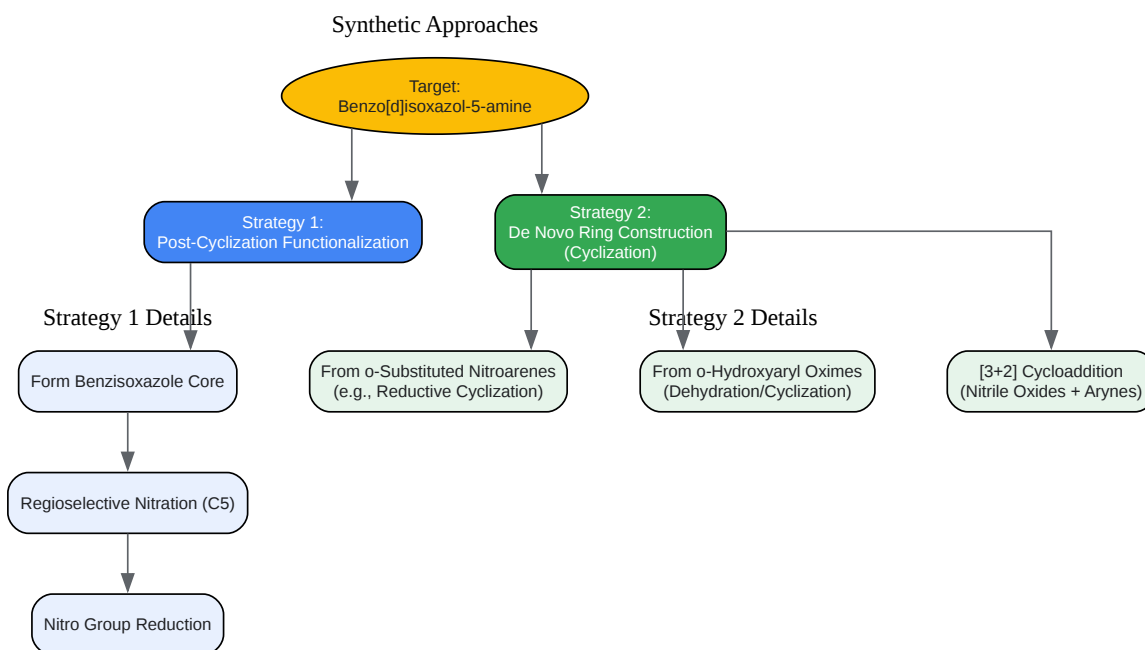 Synthetic Approaches
Target:
Benzo[d]isoxazol-5-amine
Strategy 1:
Post-Cyclization Functionalization
Strategy 2:
De Novo Ring Construction
(Cyclization)
Strategy 1 Details
Strategy 2 Details
Form Benzisoxazole Core
From o-Substituted Nitroarenes
(e.g., Reductive Cyclization)
From o-Hydroxyaryl Oximes
(Dehydration/Cyclization)
[3+2] Cycloaddition
(Nitrile Oxides + Arynes)
Regioselective Nitration (C5)
Nitro Group Reduction